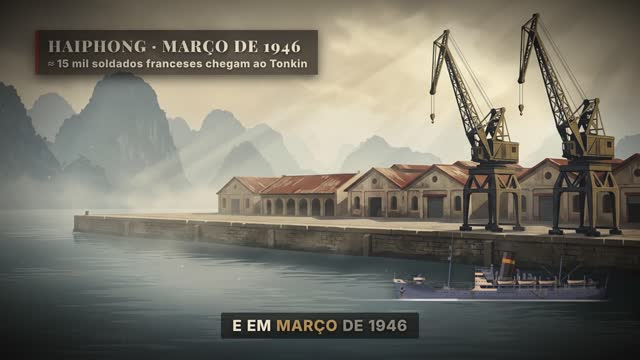 HAIPHONG · MARÇO DE 1946
≈ 15 mil soldados franceses chegam ao Tonkin
E EM MARÇO DE 1946